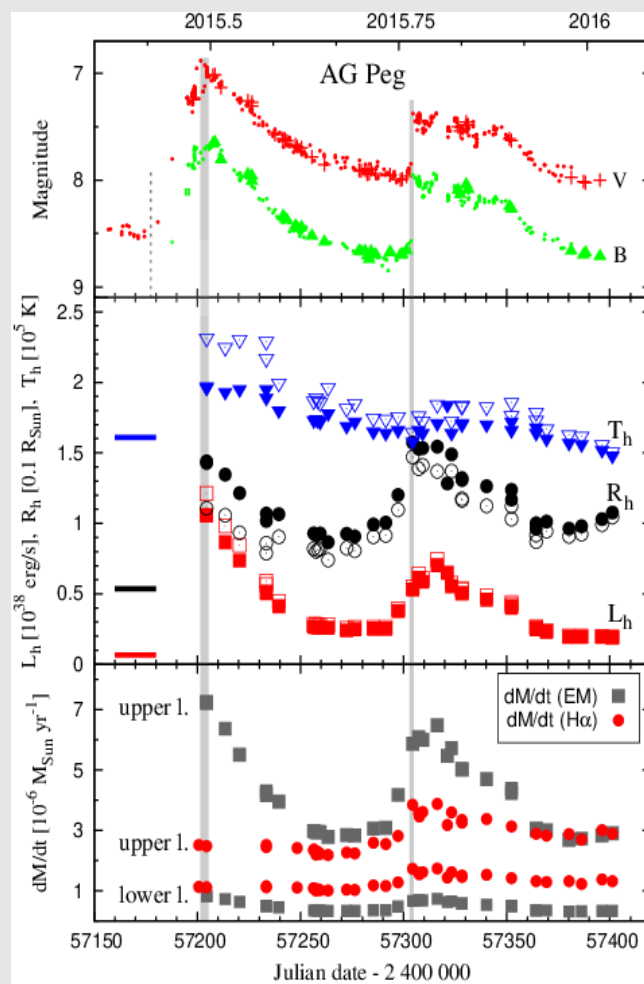 2015.5 2015.75 2016
AG Peg
Magnitude
7
8
9
V
B
L_h [10^38 erg/s], R_h [0.1 R_Sun], T_h [10^5 K]
2.5
2
1.5
1
0.5
0
T_h
R_h
L_h
dM/dt [10^-6 M_Sun yr^-1]
7
5
3
1
upper l.
upper l.
lower l.
dM/dt (EM)
dM/dt (Hα)
57150 57200 57250 57300 57350 57400
Julian date - 2 400 000